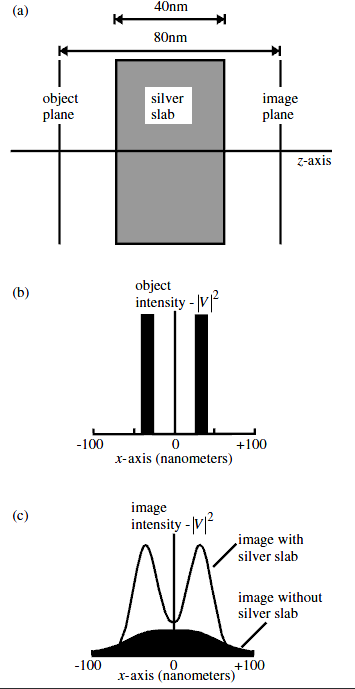 (a)
40nm
80nm
object
plane
silver
slab
image
plane
z-axis
(b)
object
intensity - |V|²
-100
0
+100
x-axis (nanometers)
(c)
image
intensity - |V|²
image with
silver slab
image without
silver slab
-100
0
+100
x-axis (nanometers)